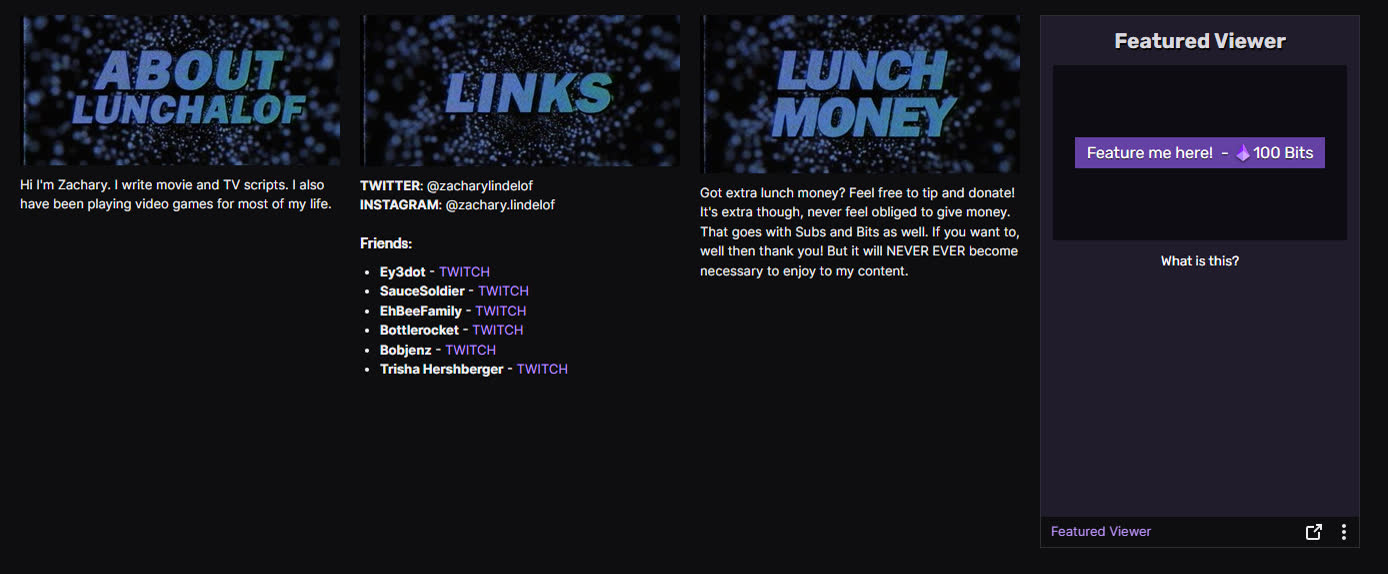 ABOUT
LUNCHALOF
Hi I'm Zachary. I write movie and TV scripts. I also
have been playing video games for most of my life.
LINKS
TWITTER: @zacharylindelof
INSTAGRAM: @zachary.lindelof
Friends:
• Ey3dot - TWITCH
• SauceSoldier - TWITCH
• EhBeeFamily - TWITCH
• Bottlerocket - TWITCH
• Bobjenz - TWITCH
• Trisha Hershberger - TWITCH
LUNCH
MONEY
Got extra lunch money? Feel free to tip and donate!
It's extra though, never feel obliged to give money.
That goes with Subs and Bits as well. If you want to,
well then thank you! But it will NEVER EVER become
necessary to enjoy to my content.
Featured Viewer
Feature me here! - 100 Bits
What is this?
Featured Viewer